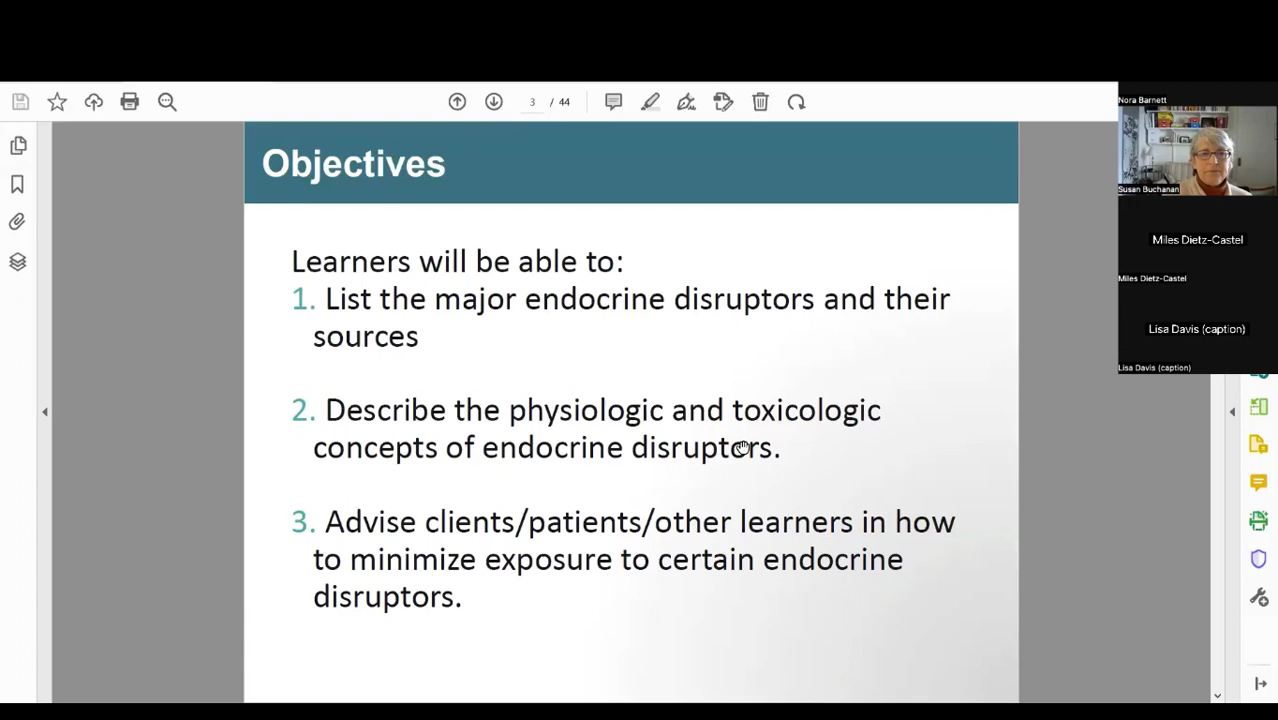 3 / 44
Nora Barnett
Objectives
Susan Buchanan
Learners will be able to:
1. List the major endocrine disruptors and their
sources
2. Describe the physiologic and toxicologic
concepts of endocrine disruptors.
3. Advise clients/patients/other learners in how
to minimize exposure to certain endocrine
disruptors.
Miles Dietz-Castel
Miles Dietz-Castel
Lisa Davis (caption)
Lisa Davis (caption)